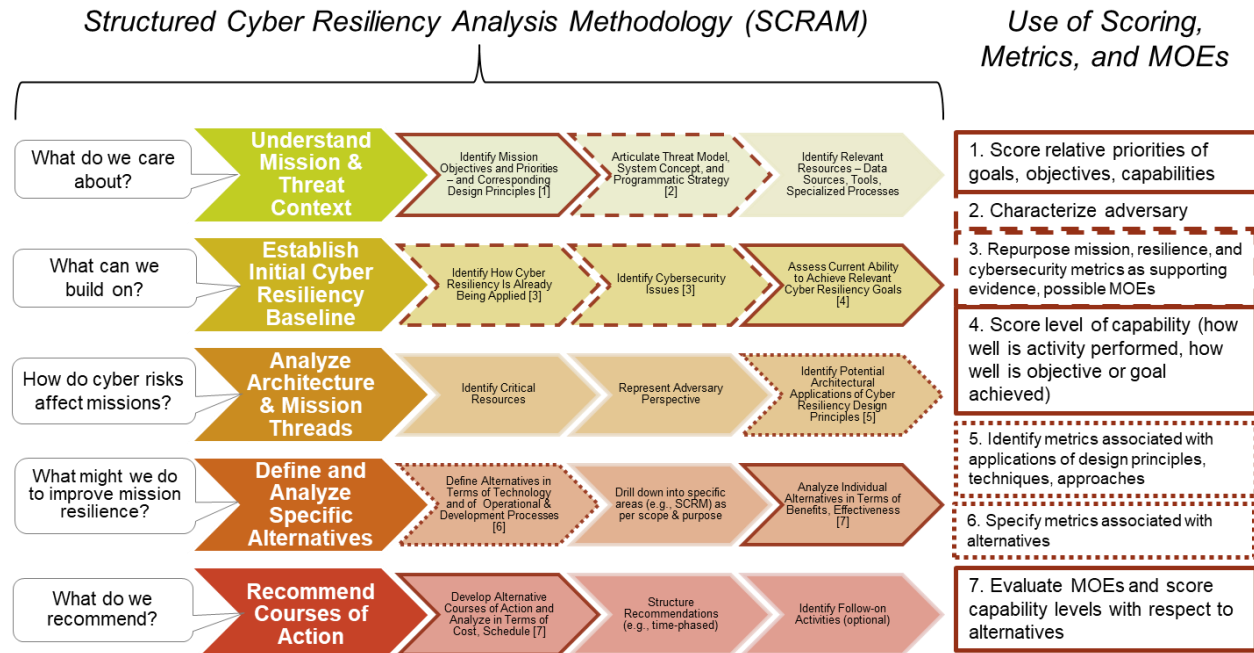 Structured Cyber Resiliency Analysis Methodology (SCRAM)
Use of Scoring,
Metrics, and MOEs
What do we care
about?
Understand
Mission &
Threat
Context
Identify Mission
Objectives and Priorities
– and Corresponding
Design Principles [1]
Articulate Threat Model,
System Concept, and
Programmatic Strategy
[2]
Identify Relevant
Resources – Data
Sources, Tools,
Specialized Processes
What can we
build on?
Establish
Initial Cyber
Resiliency
Baseline
Identify How Cyber
Resiliency Is Already
Being Applied [3]
Identify Cybersecurity
Issues [3]
Assess Current Ability
to Achieve Relevant
Cyber Resiliency Goals
[4]
How do cyber risks
affect missions?
Analyze
Architecture
& Mission
Threads
Identify Critical
Resources
Represent Adversary
Perspective
Identify Potential
Architectural
Applications of Cyber
Resiliency Design
Principles [5]
What might we do
to improve mission
resilience?
Define and
Analyze
Specific
Alternatives
Define Alternatives in
Terms of Technology
and of Operational &
Development Processes
[6]
Drill down into specific
areas (e.g., SCRM) as
per scope & purpose
Analyze Individual
Alternatives in Terms of
Benefits, Effectiveness
[7]
What do we
recommend?
Recommend
Courses of
Action
Develop Alternative
Courses of Action and
Analyze in Terms of
Cost, Schedule [7]
Structure
Recommendations
(e.g., time-phased)
Identify Follow-on
Activities (optional)
1. Score relative priorities of
goals, objectives, capabilities
2. Characterize adversary
3. Repurpose mission, resilience, and
cybersecurity metrics as supporting
evidence, possible MOEs
4. Score level of capability (how
well is activity performed, how
well is objective or goal
achieved)
5. Identify metrics associated with
applications of design principles,
techniques, approaches
6. Specify metrics associated with
alternatives
7. Evaluate MOEs and score
capability levels with respect to
alternatives